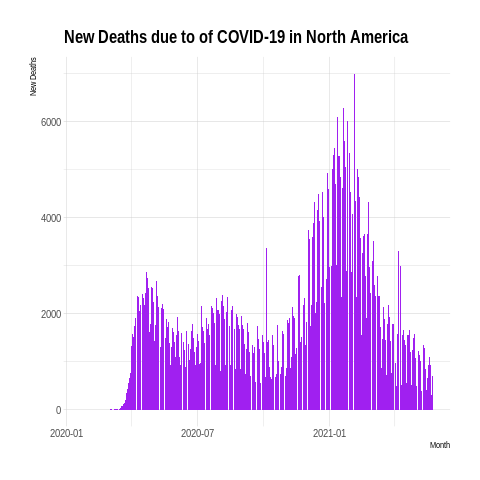 New Deaths due to of COVID-19 in North America
New Deaths
6000
4000
2000
0
2020-01
2020-07
2021-01
Month